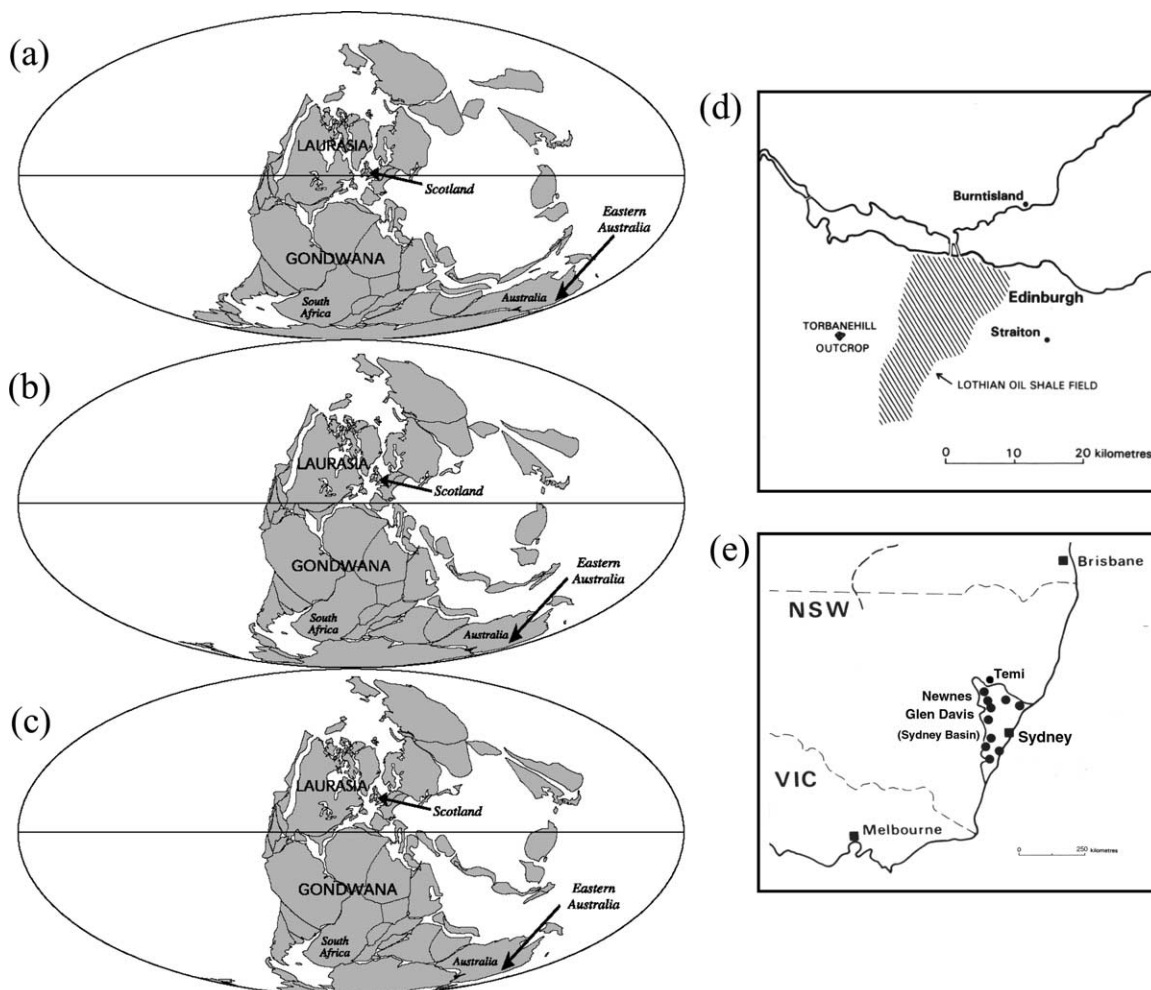 (a)
LAURASIA
Scotland
Eastern
Australia
GONDWANA
South
Africa
Australia
(b)
LAURASIA
Scotland
Eastern
Australia
GONDWANA
South
Africa
Australia
(c)
LAURASIA
Scotland
Eastern
Australia
GONDWANA
South
Africa
Australia
(d)
Burntisland
Edinburgh
TORBANEHILL
OUTCROP
Straiton
LOTHIAN OIL SHALE FIELD
0 10 20 kilometres
(e)
Brisbane
NSW
Temi
Newnes
Glen Davis
(Sydney Basin)
Sydney
VIC
Melbourne
0 250
kilometres